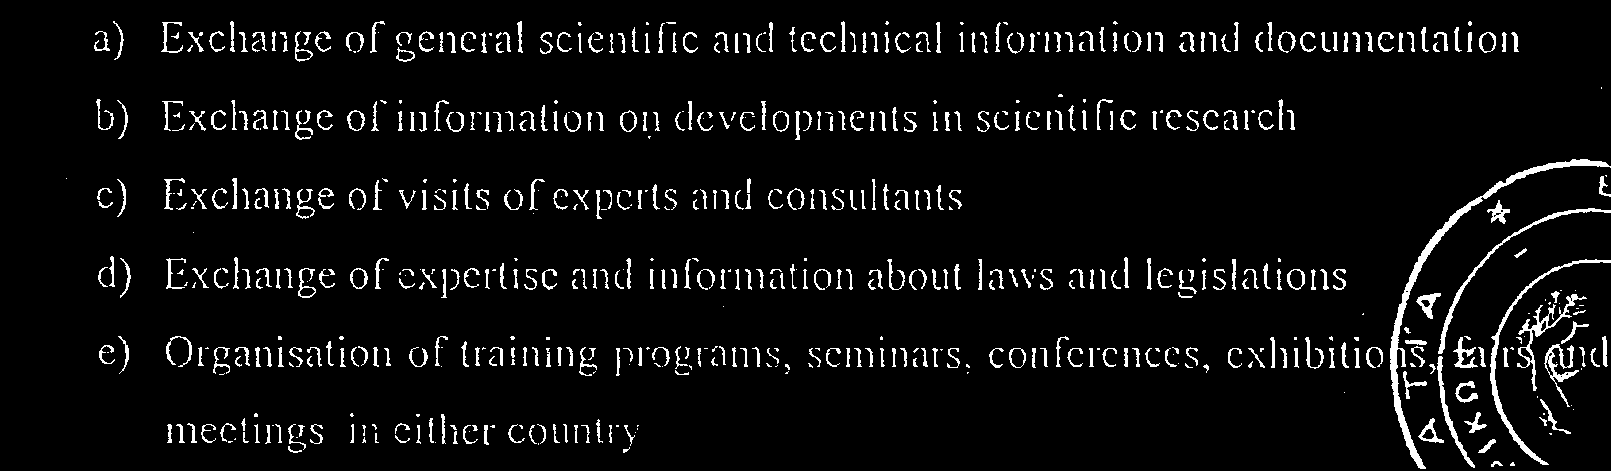 a) Exchange of general scientific and technical information and documentation
b) Exchange of information on developments in scientific research
c) Exchange of visits of experts and consultants
d) Exchange of expertise and information about laws and legislations
e) Organisation of training programs, seminars, conferences, exhibitions, fairs and
meetings in either country